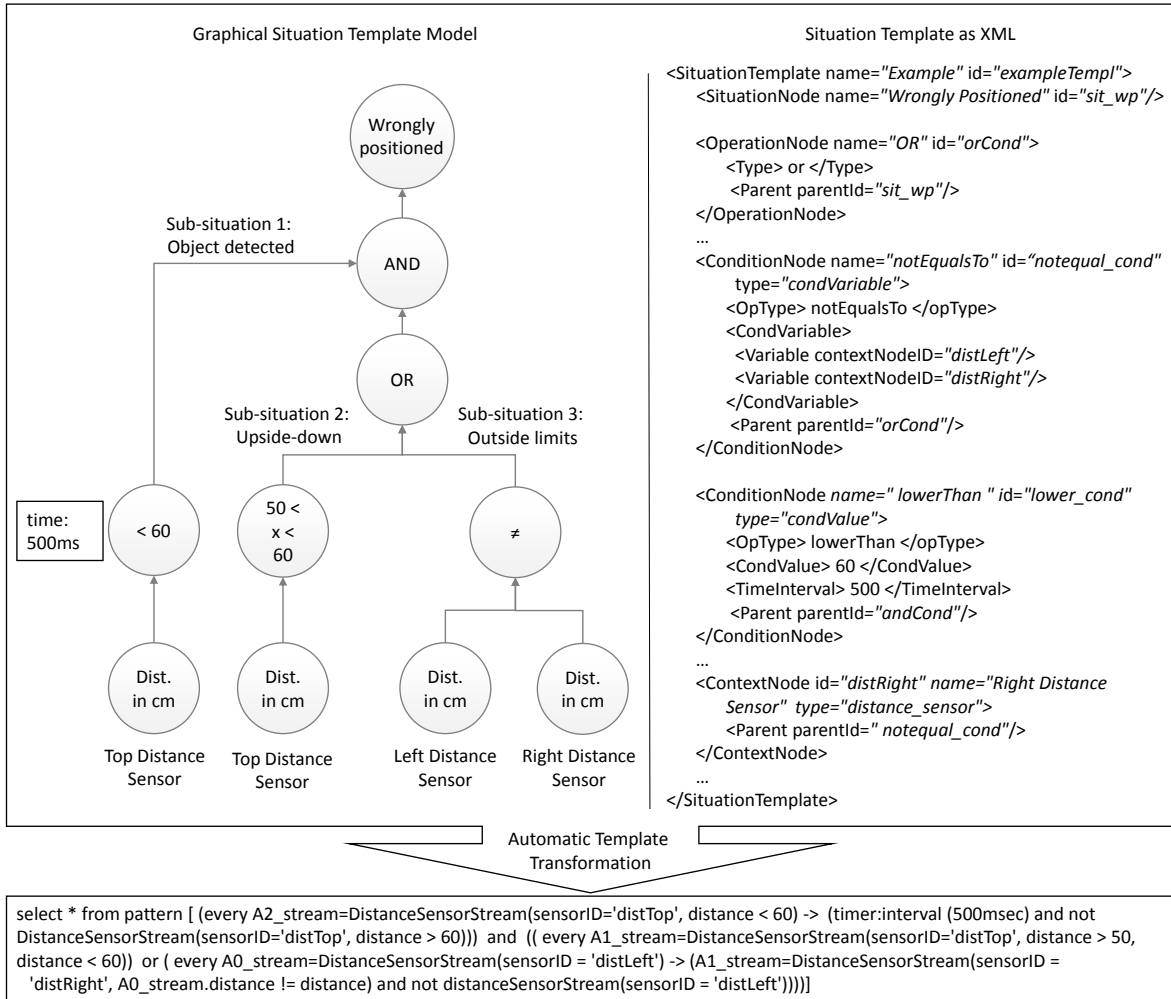 Graphical Situation Template Model
Wrongly
positioned
Sub-situation 1:
Object detected
AND
OR
Sub-situation 2:
Upside-down
Sub-situation 3:
Outside limits
time:
500ms
< 60
50 <
x <
60
≠
Dist.
in cm
Dist.
in cm
Dist.
in cm
Dist.
in cm
Top Distance
Sensor
Top Distance
Sensor
Left Distance
Sensor
Right Distance
Sensor
Situation Template as XML
<SituationTemplate name="Example" id="exampleTempl">
<SituationNode name="Wrongly Positioned" id="sit_wp"/>
<OperationNode name="OR" id="orCond">
<Type> or </Type>
<Parent parentId="sit_wp"/>
</OperationNode>
...
<ConditionNode name="notEqualsTo" id=“notequal_cond"
type="condVariable">
<OpType> notEqualsTo </opType>
<CondVariable>
<Variable contextNodeID="distLeft"/>
<Variable contextNodeID="distRight"/>
</CondVariable>
<Parent parentId="orCond"/>
</ConditionNode>
<ConditionNode name=" lowerThan " id="lower_cond"
type="condValue">
<OpType> lowerThan </opType>
<CondValue> 60 </CondValue>
<TimeInterval> 500 </TimeInterval>
<Parent parentId="andCond"/>
</ConditionNode>
...
<ContextNode id="distRight" name="Right Distance
Sensor" type="distance_sensor">
<Parent parentId=" notequal_cond"/>
</ContextNode>
...
</SituationTemplate>
Automatic Template
Transformation
select * from pattern [ (every A2_stream=DistanceSensorStream(sensorID='distTop', distance < 60) -> (timer:interval (500msec) and not
DistanceSensorStream(sensorID='distTop', distance > 60))) and (( every A1_stream=DistanceSensorStream(sensorID='distTop', distance > 50,
distance < 60)) or ( every A0_stream=DistanceSensorStream(sensorID = 'distLeft') -> (A1_stream=DistanceSensorStream(sensorID =
'distRight', A0_stream.distance != distance) and not distanceSensorStream(sensorID = 'distLeft'))))]